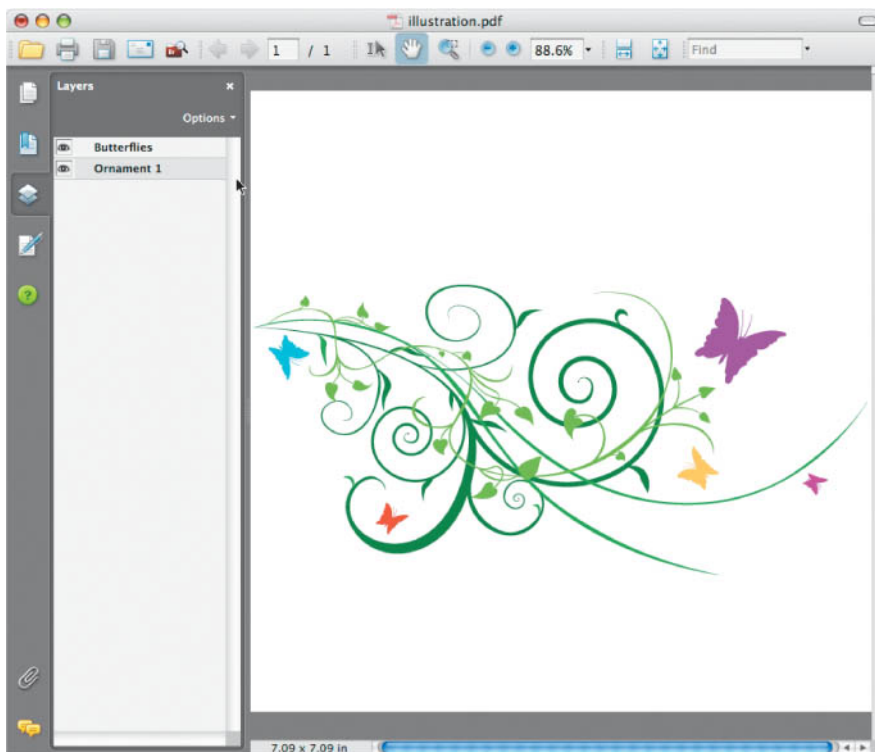 illustration.pdf
1 / 1 88.6% Find
Layers
Options
Butterflies
Ornament 1
?
7.09 x 7.09 in